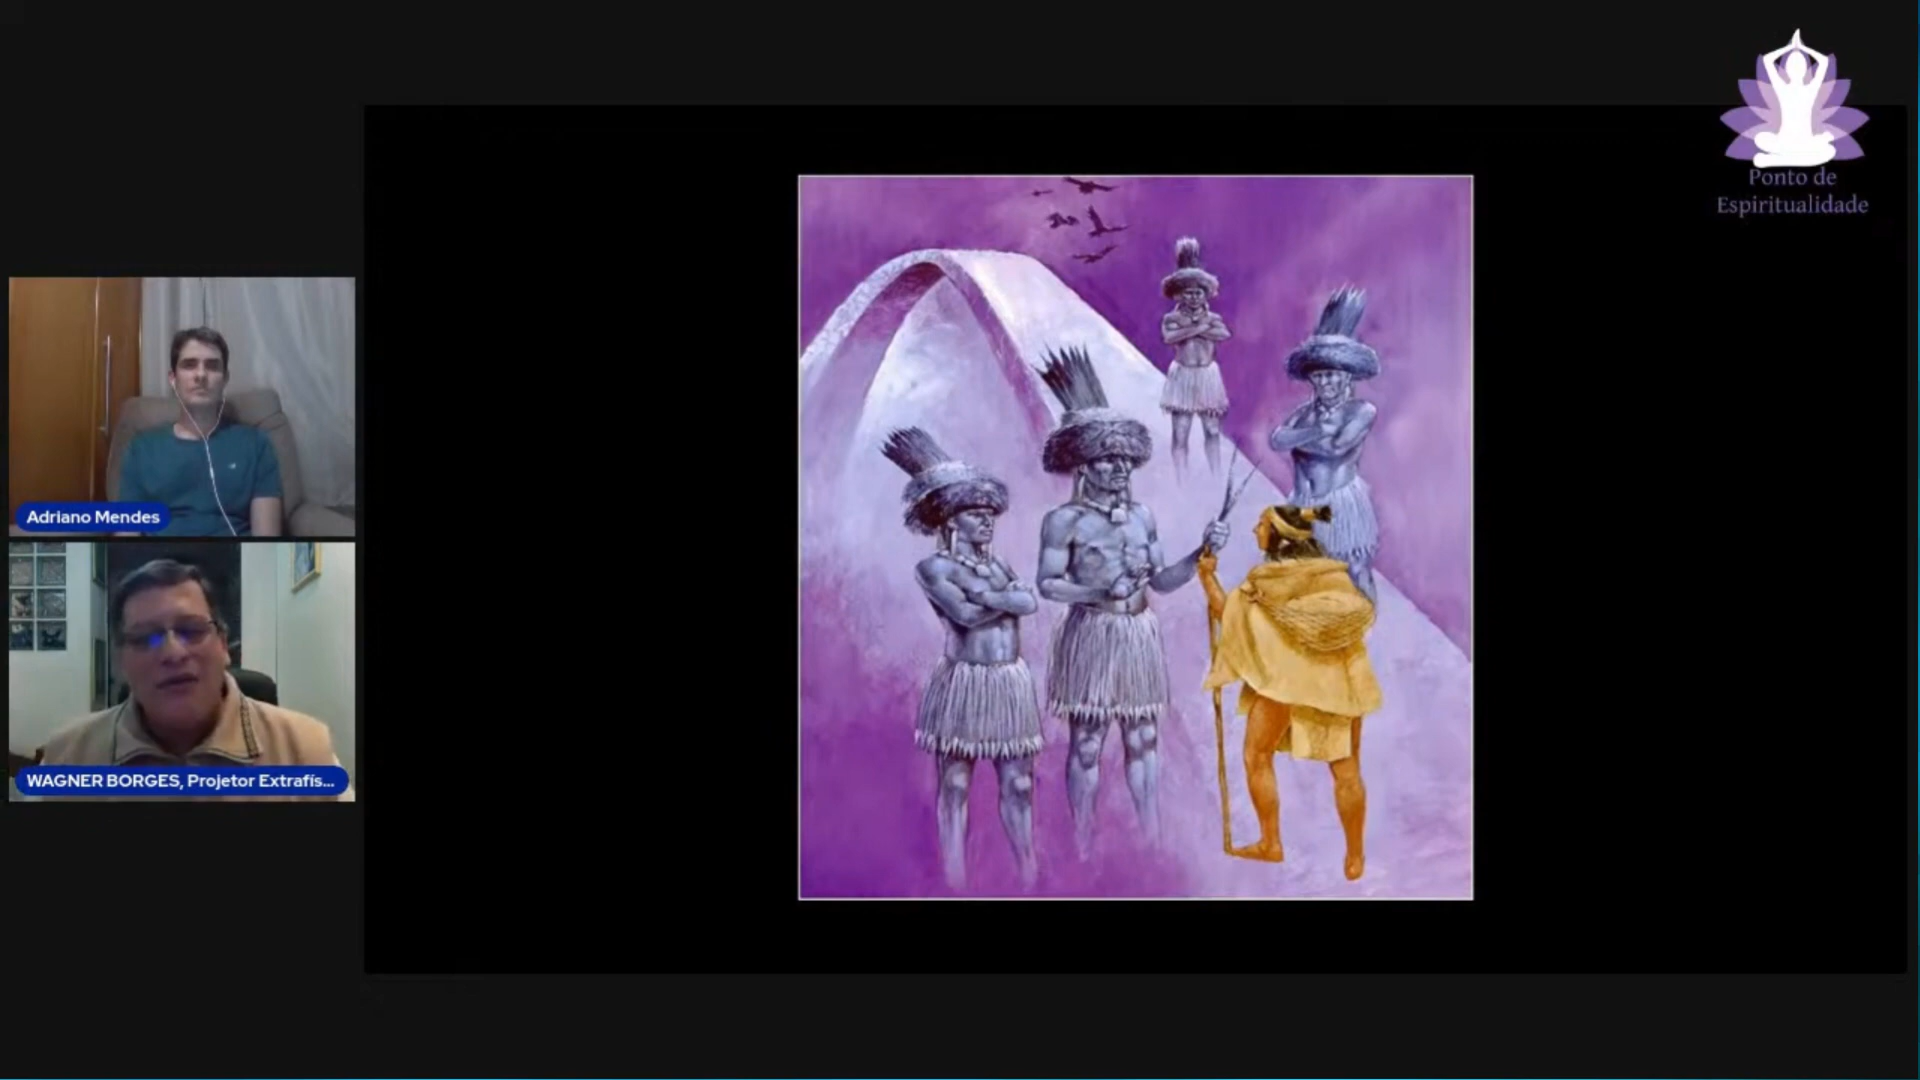 Ponto de
Espiritualidade
Adriano Mendes
WAGNER BORGES, Projetor Extrafís...